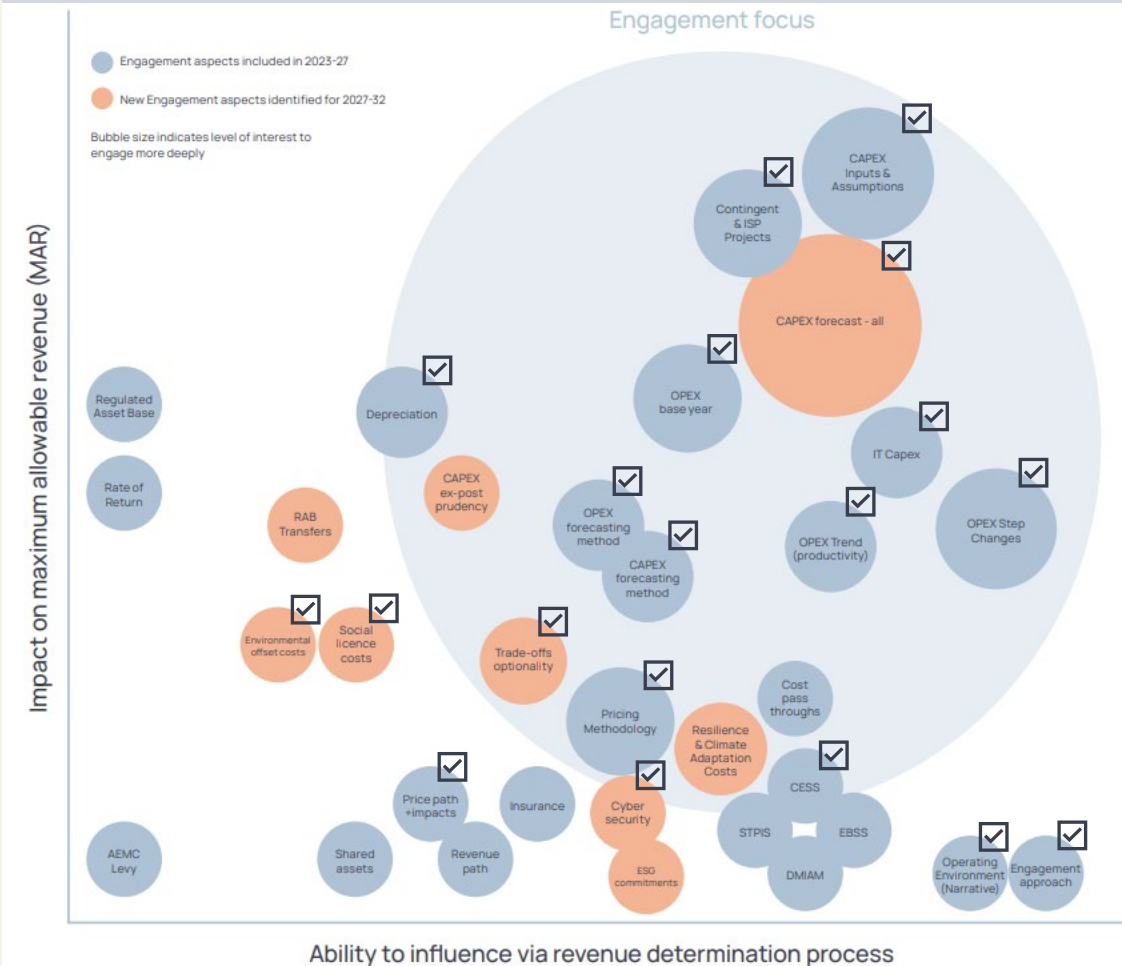 Engagement focus
Engagement aspects included in 2023-27
New Engagement aspects identified for 2027-32
Bubble size indicates level of interest to
engage more deeply
Impact on maximum allowable revenue (MAR)
CAPEX
Inputs &
Assumptions
Contingent
& ISP
Projects
CAPEX forecast - all
OPEX
base year
Regulated
Asset Base
Depreciation
IT Capex
Rate of
Return
CAPEX
ex-post
prudency
RAB
Transfers
OPEX
forecasting
method
OPEX Trend
(productivity)
OPEX Step
Changes
CAPEX
forecasting
method
Environmental
offset costs
Social
licence
costs
Trade-offs
optionality
Cost
pass
throughs
Pricing
Methodology
Resilience
& Climate
Adaptation
Costs
Price path
+impacts
Insurance
Cyber
security
CESS
STPIS
EBSS
AEMC
Levy
Shared
assets
Revenue
path
ESG
commitments
DMIAM
Operating
Environment
(Narrative)
Engagement
approach
Ability to influence via revenue determination process